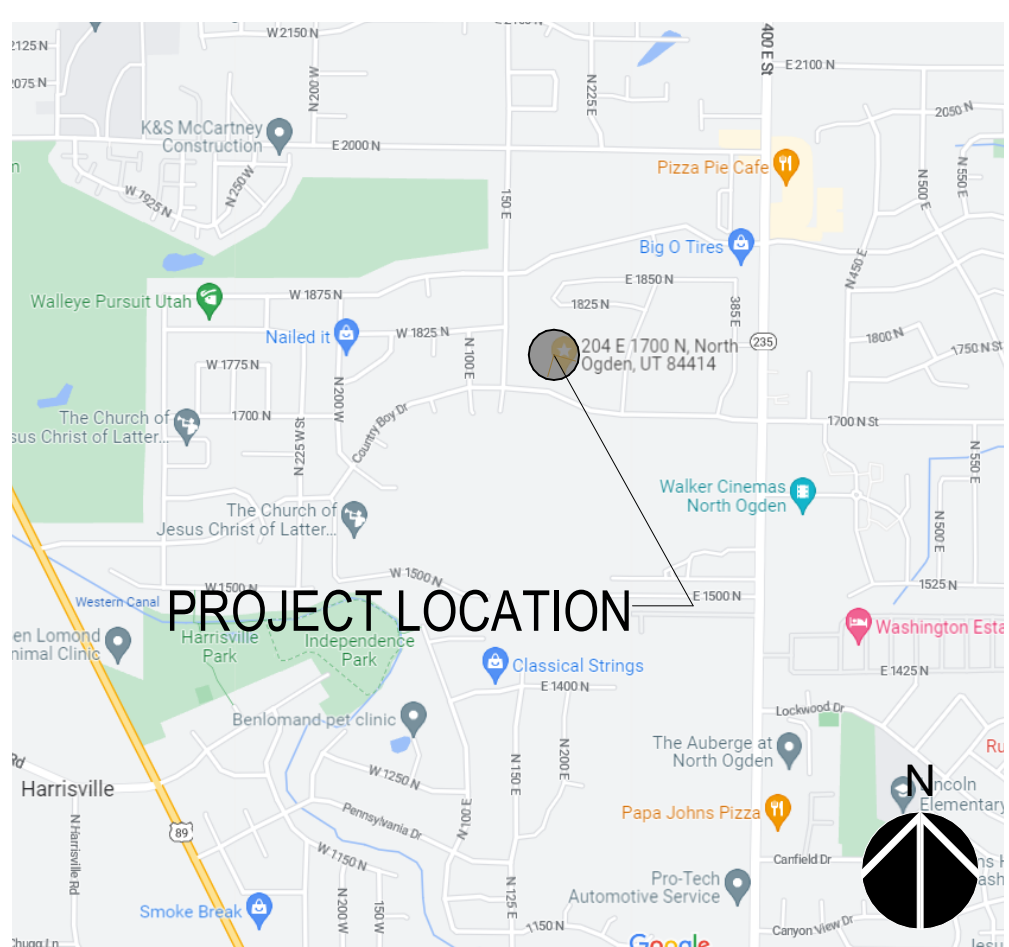 W 2150 N
2125 N
2075 N
N 200 W
N 225 E
400 E St
E 2100 N
2050 N
K&S McCartney
Construction
E 2000 N
Pizza Pie Cafe
N 250 W
W 1925 N
150 E
N 500 E
N 550 E
Big O Tires
N 450 E
E 1850 N
Walleye Pursuit Utah
W 1875 N
1825 N
385 E
Nailed it
W 1825 N
N 100 E
235
1800 N
1750 N St
204 E 1700 N, North
Ogden, UT 84414
W 1775 N
N 200 W
The Church of
sus Christ of Latter...
1700 N
Country Boy Dr
1700 N St
N 225 W St
N 550 E
Walker Cinemas
North Ogden
The Church of
Jesus Christ of Latter...
N 500 E
W 1500 N
W 1500 N
1525 N
Western Canal
PROJECT LOCATION
E 1500 N
en Lomond
nimal Clinic
Harrisville
Park
Independence
Park
Washington Esta
Classical Strings
E 1425 N
E 1400 N
Lockwood Dr
Benlomand pet clinic
The Auberge at
North Ogden
Ru
Rd
N 150 E
N 200 E
Harrisville
W 1250 N
N
incoln
Elementary
Papa Johns Pizza
N 100 E
Pennsylvania Dr
89
N Harrisville Rd
W 1150 N
Canfield Dr
Pro-Tech
Automotive Service
N 125 E
N 200 W
150 W
Smoke Break
1150 N
Canyon View Dr
Google